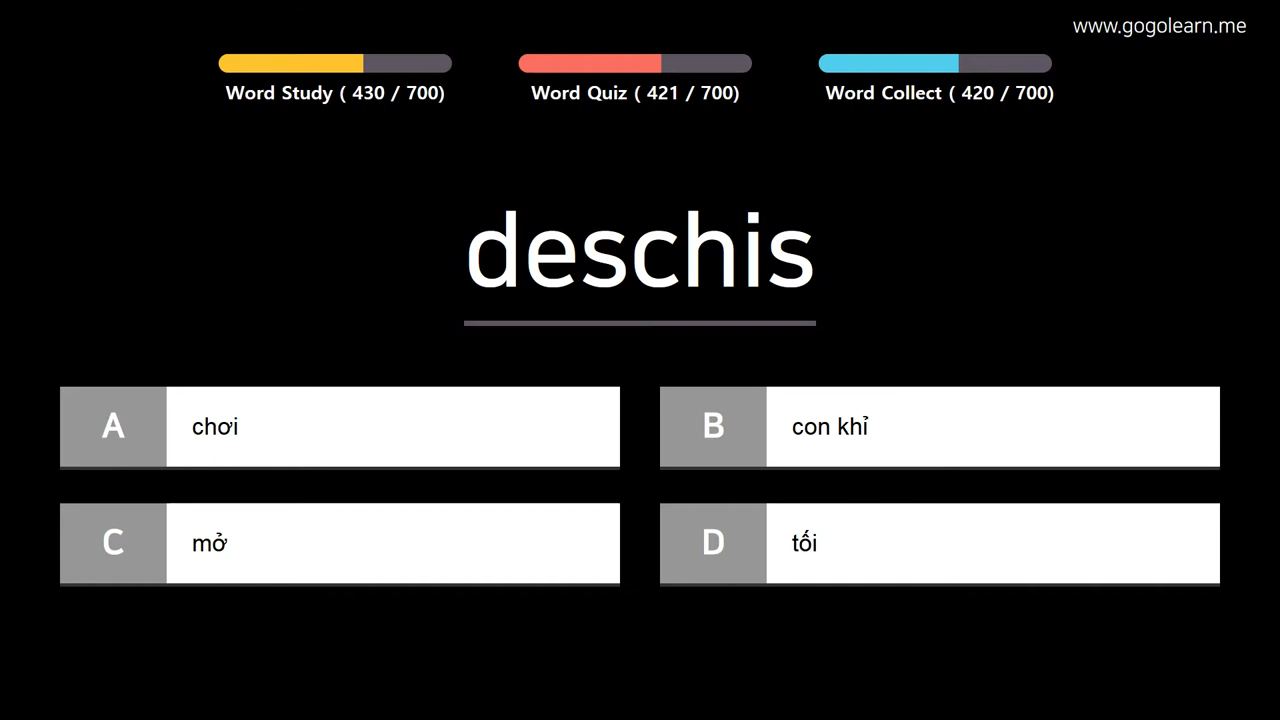 www.gogolearn.me
Word Study ( 430 / 700)
Word Quiz ( 421 / 700)
Word Collect ( 420 / 700)
deschis
A chơi
B con khỉ
C mở
D tối